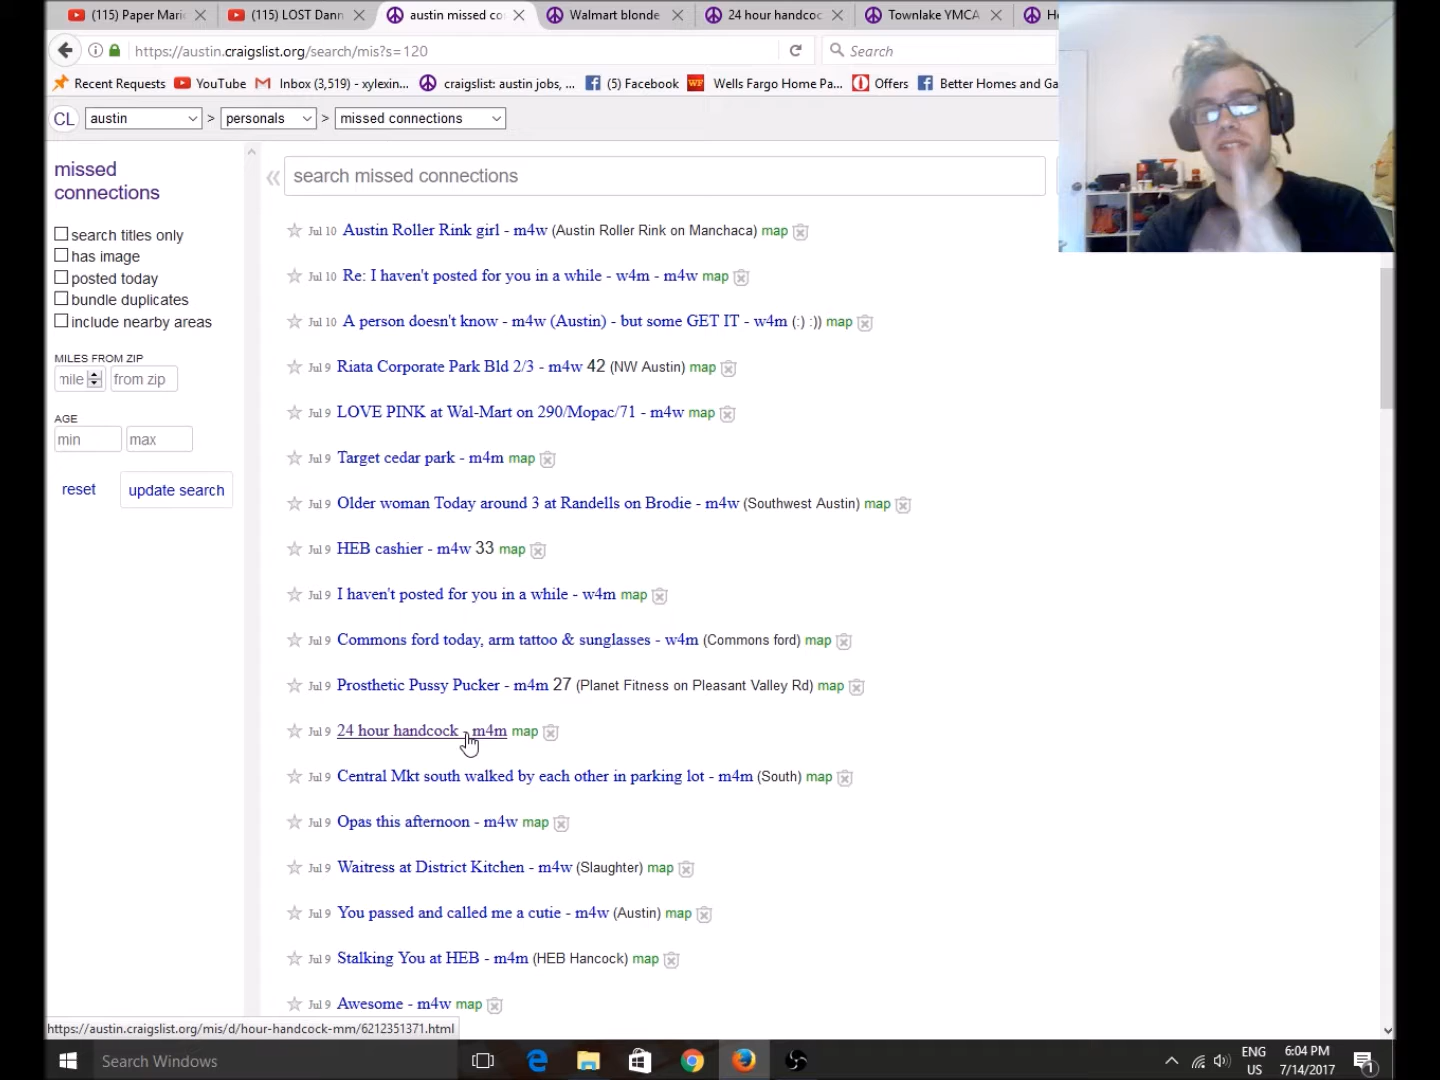 (115) Paper Mari
(115) LOST Dann
austin missed co
Walmart blonde
24 hour handcoc
Townlake YMCA
https://austin.craigslist.org/search/mis?s=120
Search
Recent Requests
YouTube
Inbox (3,519) - xylexin...
craigslist: austin jobs, ...
(5) Facebook
Wells Fargo Home Pa...
Offers
Better Homes and Ga
CL
austin
>
personals
>
missed connections
missed
connections
search titles only
has image
posted today
bundle duplicates
include nearby areas
MILES FROM ZIP
mile
from zip
AGE
min
max
reset
update search
search missed connections
Jul 10 Austin Roller Rink girl - m4w (Austin Roller Rink on Manchaca) map
Jul 10 Re: I haven't posted for you in a while - w4m - m4w map
Jul 10 A person doesn't know - m4w (Austin) - but some GET IT - w4m (:) :)) map
Jul 9 Riata Corporate Park Bld 2/3 - m4w 42 (NW Austin) map
Jul 9 LOVE PINK at Wal-Mart on 290/Mopac/71 - m4w map
Jul 9 Target cedar park - m4m map
Jul 9 Older woman Today around 3 at Randells on Brodie - m4w (Southwest Austin) map
Jul 9 HEB cashier - m4w 33 map
Jul 9 I haven't posted for you in a while - w4m map
Jul 9 Commons ford today, arm tattoo & sunglasses - w4m (Commons ford) map
Jul 9 Prosthetic Pussy Pucker - m4m 27 (Planet Fitness on Pleasant Valley Rd) map
Jul 9 24 hour handcock - m4m map
Jul 9 Central Mkt south walked by each other in parking lot - m4m (South) map
Jul 9 Opas this afternoon - m4w map
Jul 9 Waitress at District Kitchen - m4w (Slaughter) map
Jul 9 You passed and called me a cutie - m4w (Austin) map
Jul 9 Stalking You at HEB - m4m (HEB Hancock) map
Jul 9 Awesome - m4w map
https://austin.craigslist.org/mis/d/hour-handcock-mm/6212351371.html
Search Windows
ENG
US
6:04 PM
7/14/2017
1